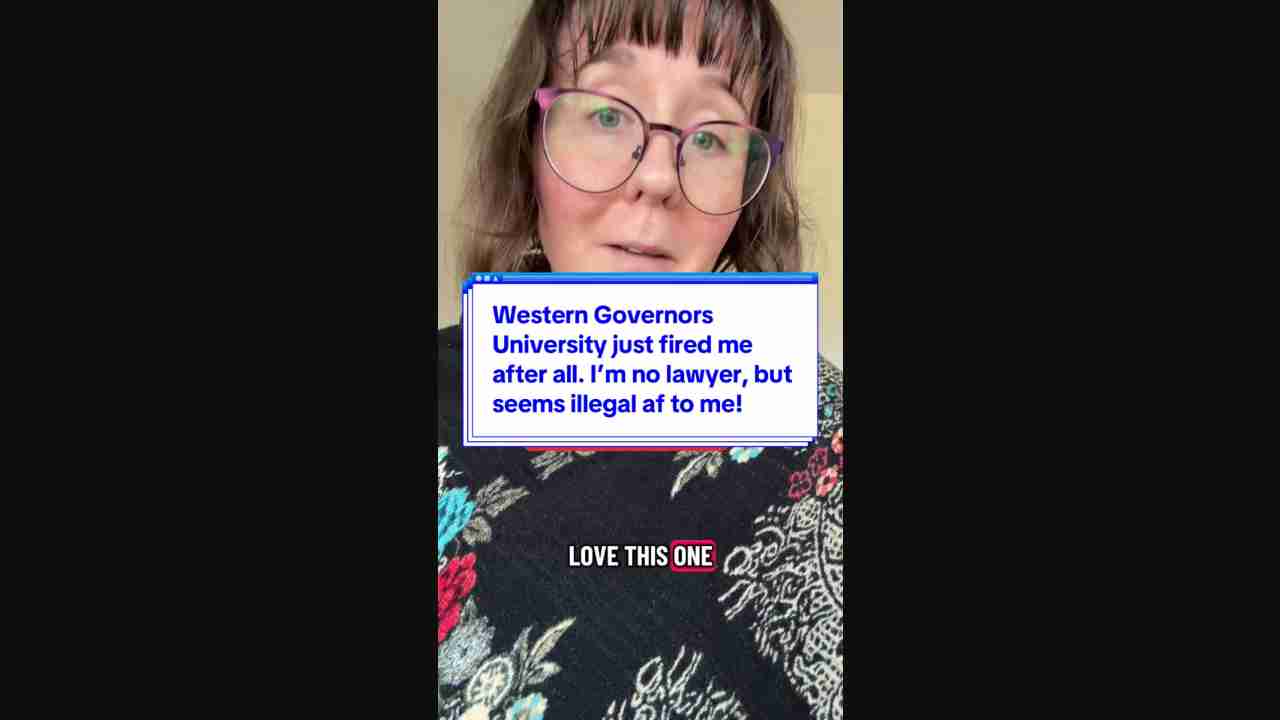 Western Governors
University just fired me
after all. I’m no lawyer, but
seems illegal af to me!
LOVE THIS ONE